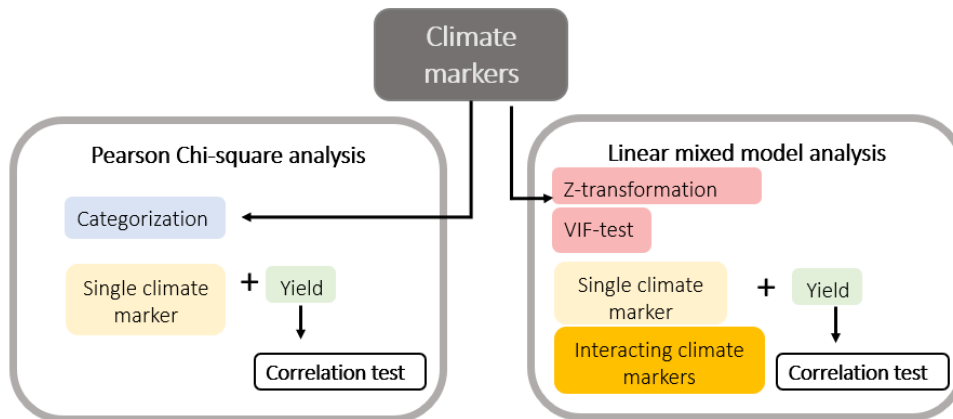 Climate
markers
Pearson Chi-square analysis
Categorization
Single climate
marker
+
Yield
Correlation test
Linear mixed model analysis
Z-transformation
VIF-test
Single climate
marker
+
Yield
Interacting climate
markers
Correlation test